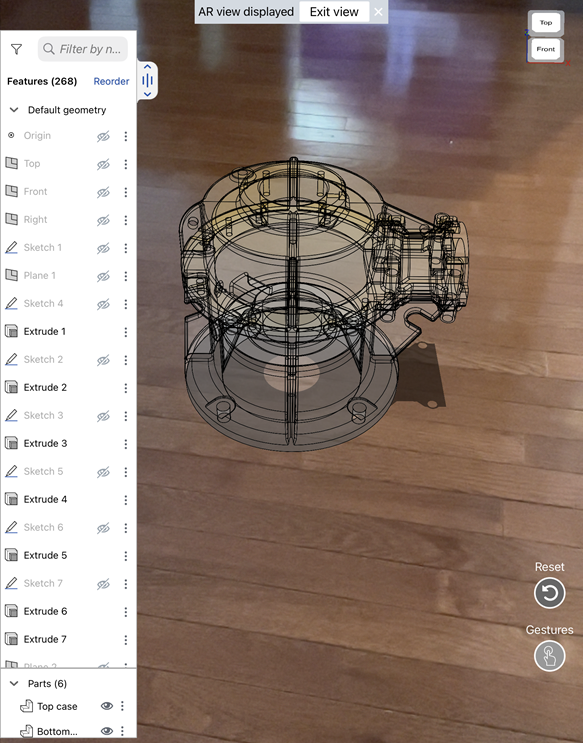 AR view displayed
Exit view
Top
Front
Filter by n...
Features (268)
Reorder
Default geometry
Origin
Top
Front
Right
Sketch 1
Plane 1
Sketch 4
Extrude 1
Sketch 2
Extrude 2
Sketch 3
Extrude 3
Sketch 5
Extrude 4
Sketch 6
Extrude 5
Sketch 7
Extrude 6
Extrude 7
Plane 2
Parts (6)
Top case
Bottom...
Reset
Gestures